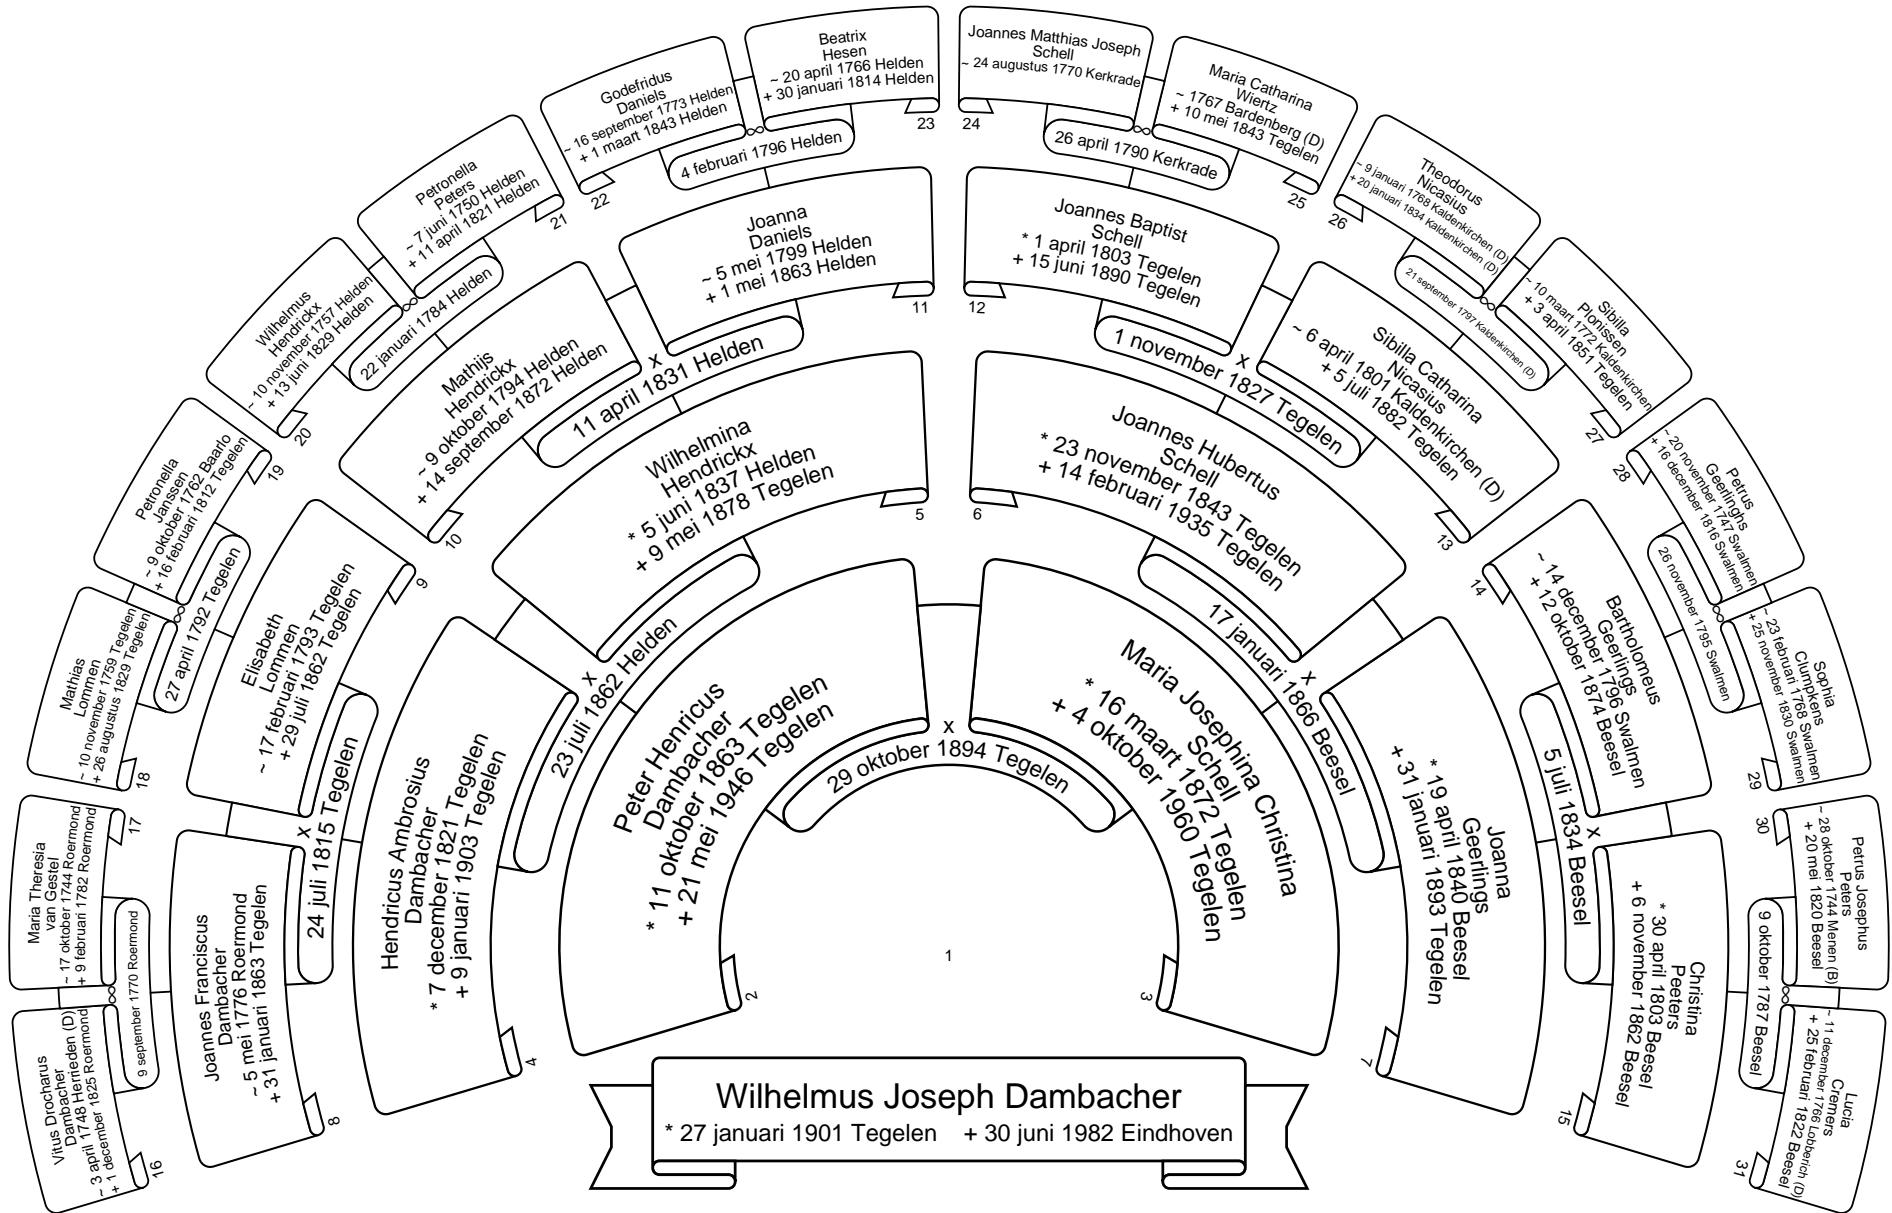 Wilhelmus Joseph Dambacher
* 27 januari 1901 Tegelen + 30 juni 1982 Eindhoven
1
Peter Henricus
Dambacher
* 11 oktober 1863 Tegelen
+ 21 mei 1946 Tegelen
2
x
29 oktober 1894 Tegelen
Maria Josephina Christina
Schell
* 16 maart 1872 Tegelen
+ 4 oktober 1960 Tegelen
3
Hendricus Ambrosius
Dambacher
* 7 december 1821 Tegelen
+ 9 januari 1903 Tegelen
4
x
23 juli 1862 Helden
Wilhelmina
Hendrickx
* 5 juni 1837 Helden
+ 9 mei 1878 Tegelen
5
Joannes Hubertus
Schell
* 23 november 1843 Tegelen
+ 14 februari 1935 Tegelen
6
x
17 januari 1866 Beesel
Joanna
Geerlings
* 19 april 1840 Beesel
+ 31 januari 1893 Tegelen
7
Joannes Franciscus
Dambacher
~ 5 mei 1776 Roermond
+ 31 januari 1863 Tegelen
8
x
24 juli 1815 Tegelen
Elisabeth
Lommen
~ 17 februari 1793 Tegelen
+ 29 juli 1862 Tegelen
9
Mathijs
Hendrickx
~ 9 oktober 1794 Helden
+ 14 september 1872 Helden
10
x
11 april 1831 Helden
Joanna
Daniels
~ 5 mei 1799 Helden
+ 1 mei 1863 Helden
11
Joannes Baptist
Schell
* 1 april 1803 Tegelen
+ 15 juni 1890 Tegelen
12
x
1 november 1827 Tegelen
Sibilla Catharina
Nicasius
~ 6 april 1801 Kaldenkirchen (D)
+ 5 juli 1882 Tegelen
13
Bartholomeus
Geerlings
~ 14 december 1796 Swalmen
+ 12 oktober 1874 Beesel
14
x
5 juli 1834 Beesel
Christina
Peeters
* 30 april 1803 Beesel
+ 6 november 1862 Beesel
15
Vitus Drocharus
Dambacher
~ 3 april 1748 Herrieden (D)
+ 1 december 1825 Roermond
16
∞
9 september 1770 Roermond
Maria Theresia
van Gestel
~ 17 oktober 1744 Roermond
+ 9 februari 1782 Roermond
17
Mathias
Lommen
~ 10 november 1759 Tegelen
+ 26 augustus 1829 Tegelen
18
∞
27 april 1792 Tegelen
Petronella
Janssen
~ 9 oktober 1762 Baarlo
+ 16 februari 1812 Tegelen
19
Wilhelmus
Hendrickx
~ 10 november 1757 Helden
+ 13 juni 1829 Helden
20
∞
22 januari 1784 Helden
Petronella
Peters
~ 7 juni 1750 Helden
+ 11 april 1821 Helden
21
Godefridus
Daniels
~ 16 september 1773 Helden
+ 1 maart 1843 Helden
22
∞
4 februari 1796 Helden
Beatrix
Hesen
~ 20 april 1766 Helden
+ 30 januari 1814 Helden
23
Joannes Matthias Joseph
Schell
~ 24 augustus 1770 Kerkrade
24
∞
26 april 1790 Kerkrade
Maria Catharina
Wiertz
~ 1767 Bardenberg (D)
+ 10 mei 1843 Tegelen
25
Theodorus
Nicasius
~ 9 januari 1768 Kaldenkirchen (D)
+ 20 januari 1834 Kaldenkirchen (D)
26
∞
21 september 1797 Kaldenkirchen (D)
Sibilla
Plonissen
~ 10 maart 1772 Kaldenkirchen
+ 3 april 1851 Tegelen
27
Petrus
Geerlinghs
~ 20 november 1747 Swalmen
+ 16 december 1816 Swalmen
28
∞
26 november 1795 Swalmen
Sophia
Clumpkens
~ 23 februari 1768 Swalmen
+ 25 november 1830 Swalmen
29
Petrus Josephus
Peters
~ 28 oktober 1744 Menen (B)
+ 20 mei 1820 Beesel
30
∞
9 oktober 1787 Beesel
Lucia
Cremers
~ 11 december 1766 Lobberich (D)
+ 25 februari 1822 Beesel
31